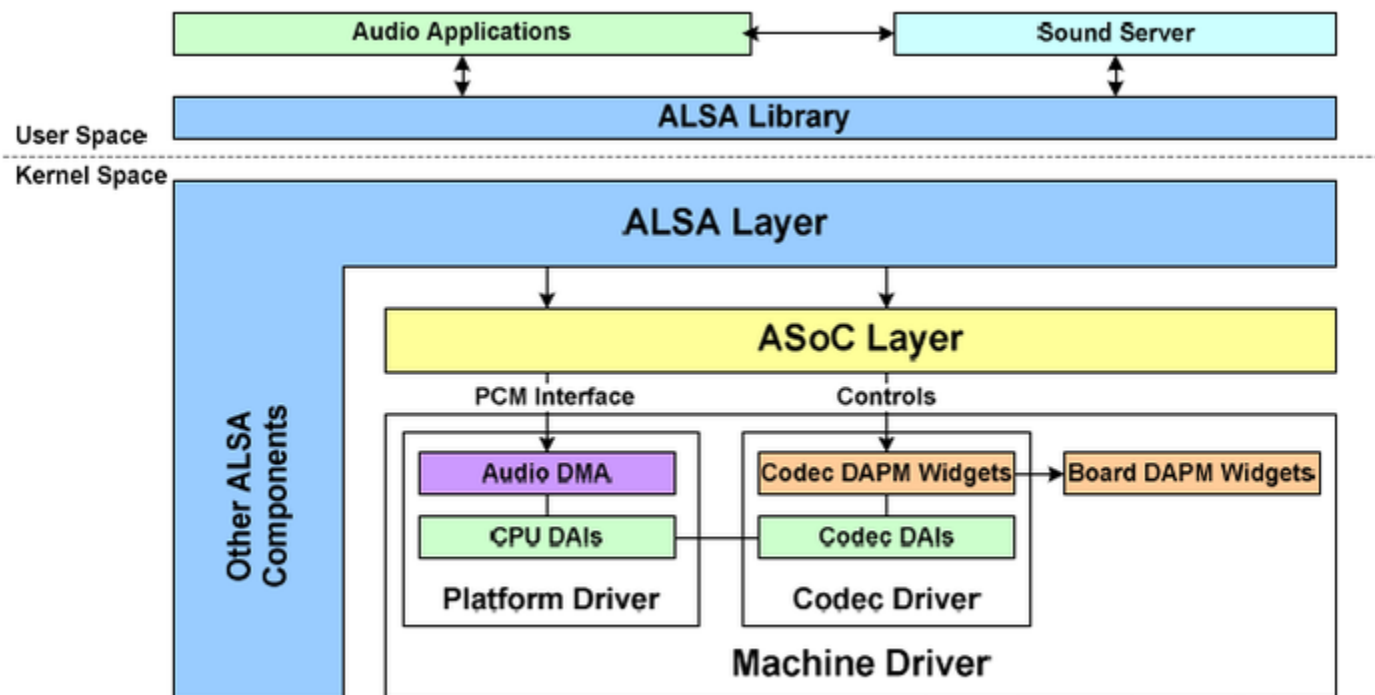 Audio Applications
Sound Server
ALSA Library
User Space
Kernel Space
ALSA Layer
ASoC Layer
PCM Interface
Controls
Other ALSA
Components
Audio DMA
Codec DAPM Widgets
Board DAPM Widgets
CPU DAIs
Codec DAIs
Platform Driver
Codec Driver
Machine Driver